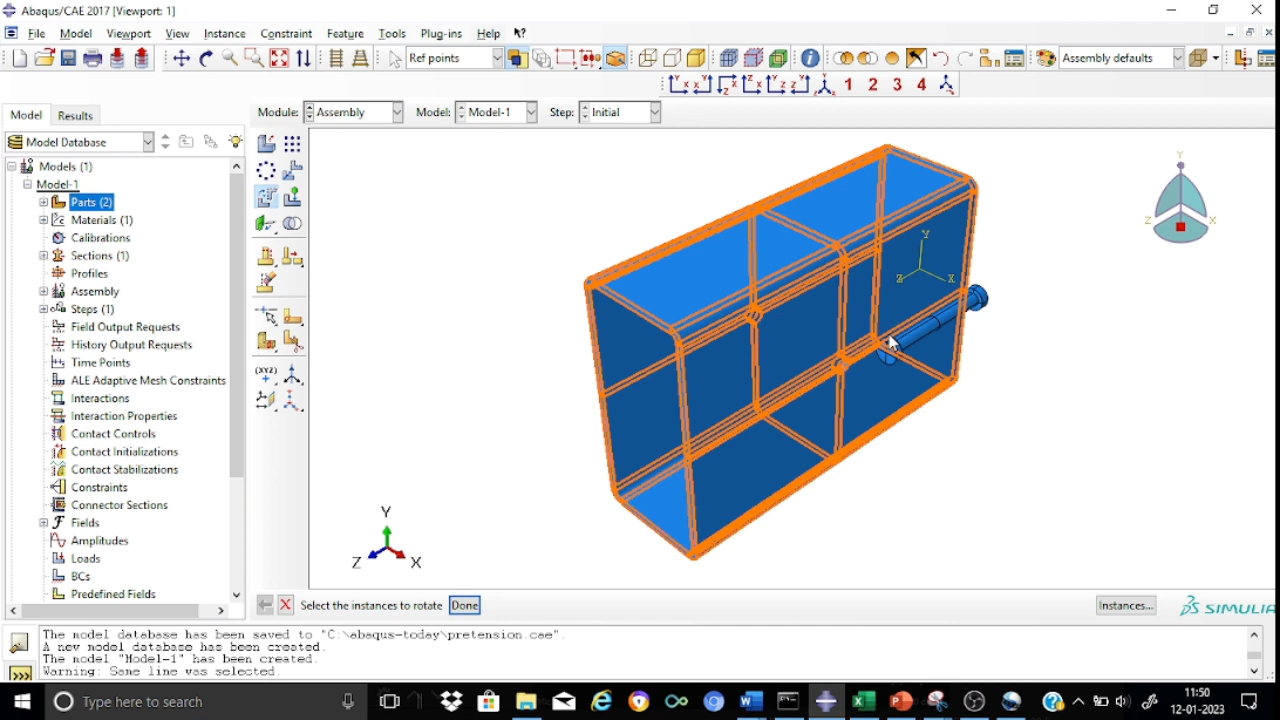 Abaqus/CAE 2017 [Viewport: 1]
File Model Viewport View Instance Constraint Feature Tools Plug-ins Help
Ref points
Assembly defaults
1 2 3 4
Model Results
Module: Assembly Model: Model-1 Step: Initial
Model Database
Models (1)
Model-1
Parts (2)
Materials (1)
Calibrations
Sections (1)
Profiles
Assembly
Steps (1)
Field Output Requests
History Output Requests
Time Points
ALE Adaptive Mesh Constraints
Interactions
Interaction Properties
Contact Controls
Contact Initializations
Contact Stabilizations
Constraints
Connector Sections
Fields
Amplitudes
Loads
BCs
Predefined Fields
(XYZ)
Y
Z X
Y
Z X
Y
Z X
Select the instances to rotate Done
Instances...
SIMULIA
The model database has been saved to "C:\abaqus-today\pretension.cae".
A new model database has been created.
The model "Model-1" has been created.
Warning: Same line was selected.
Type here to search
11:50
12-01-2023